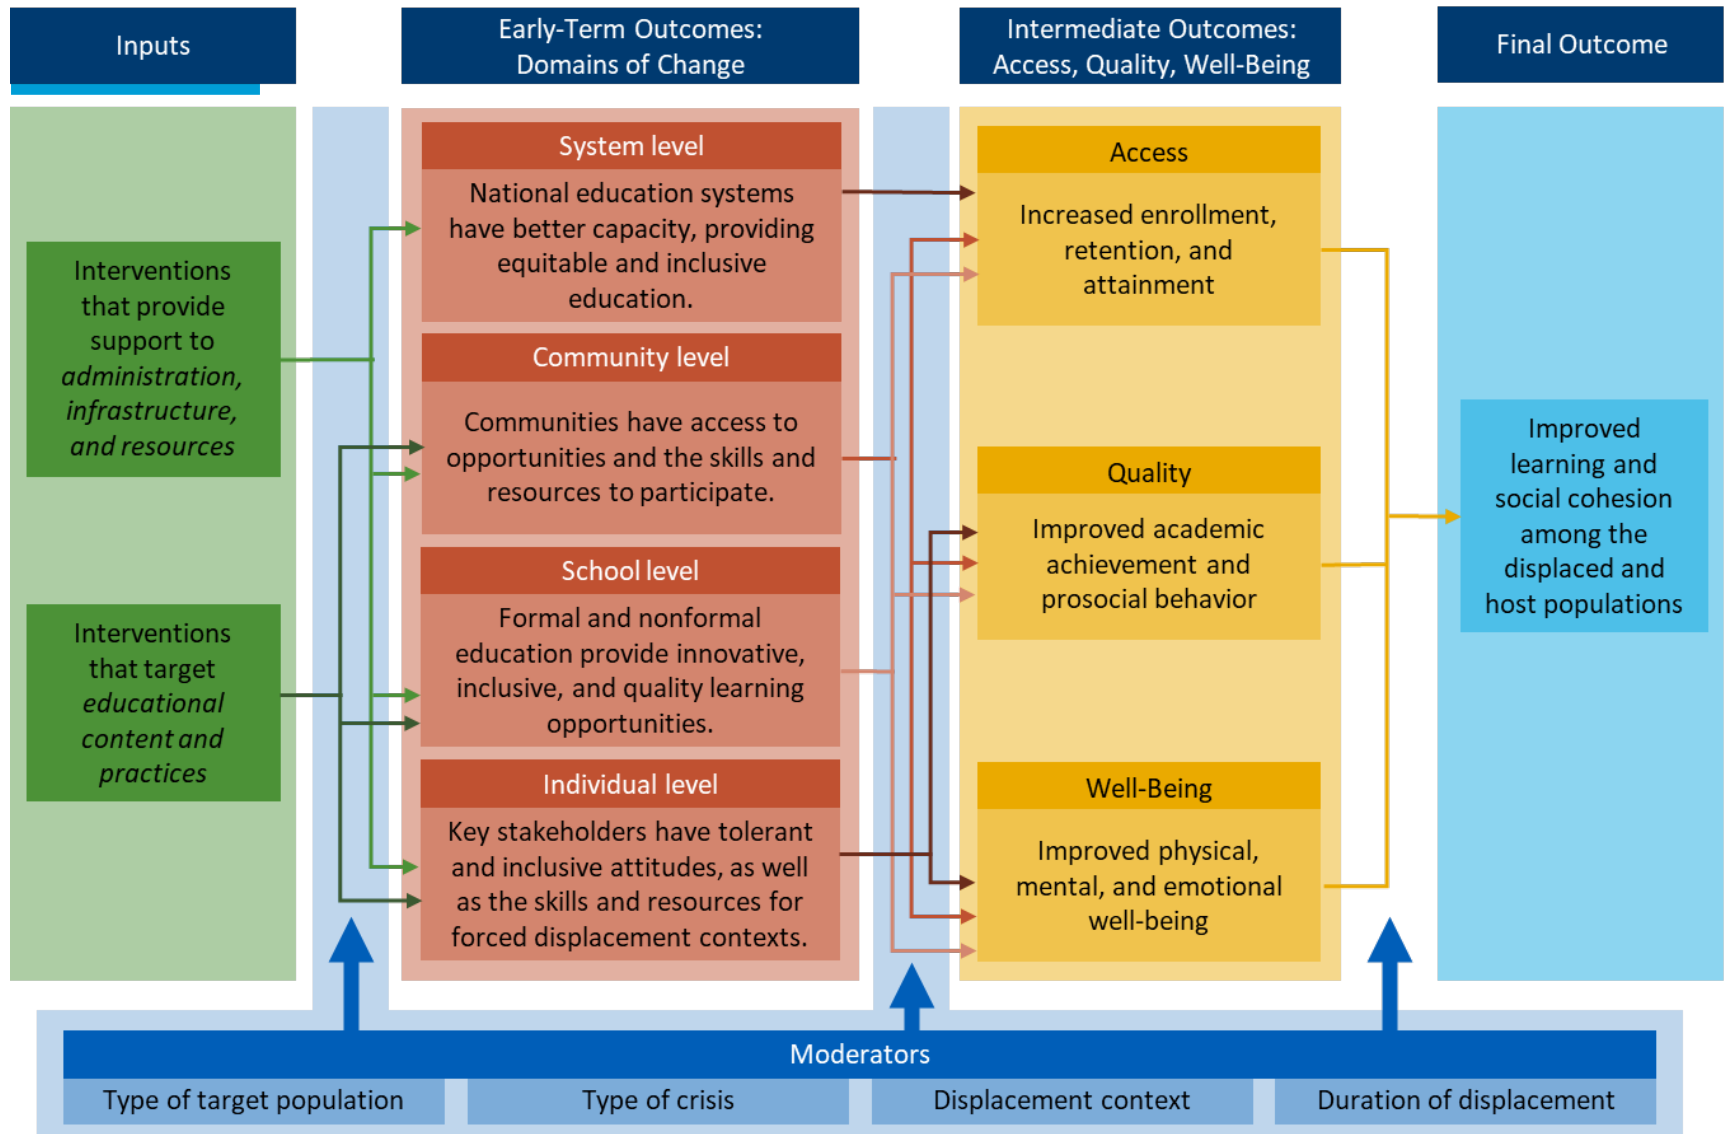 Inputs
Early-Term Outcomes:
Domains of Change
Intermediate Outcomes:
Access, Quality, Well-Being
Final Outcome
Interventions
that provide
support to
administration,
infrastructure,
and resources
Interventions
that target
educational
content and
practices
System level
National education systems
have better capacity, providing
equitable and inclusive
education.
Community level
Communities have access to
opportunities and the skills and
resources to participate.
School level
Formal and nonformal
education provide innovative,
inclusive, and quality learning
opportunities.
Individual level
Key stakeholders have tolerant
and inclusive attitudes, as well
as the skills and resources for
forced displacement contexts.
Access
Increased enrollment,
retention, and
attainment
Quality
Improved academic
achievement and
prosocial behavior
Well-Being
Improved physical,
mental, and emotional
well-being
Improved
learning and
social cohesion
among the
displaced and
host populations
Moderators
Type of target population
Type of crisis
Displacement context
Duration of displacement